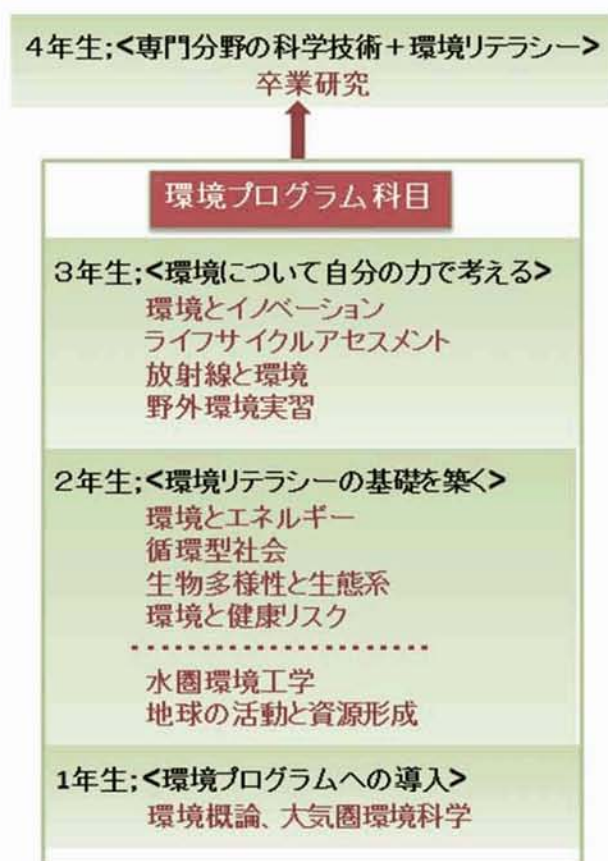 ４年生;<専門分野の科学技術＋環境リテラシー>
卒業研究
環境プログラム科目
３年生;<環境について自分の力で考える>
環境とイノベーション
ライフサイクルアセスメント
放射線と環境
野外環境実習
２年生;<環境リテラシーの基礎を築く>
環境とエネルギー
循環型社会
生物多様性と生態系
環境と健康リスク
水圏環境工学
地球の活動と資源形成
1年生;<環境プログラムへの導入>
環境概論、大気圏環境科学